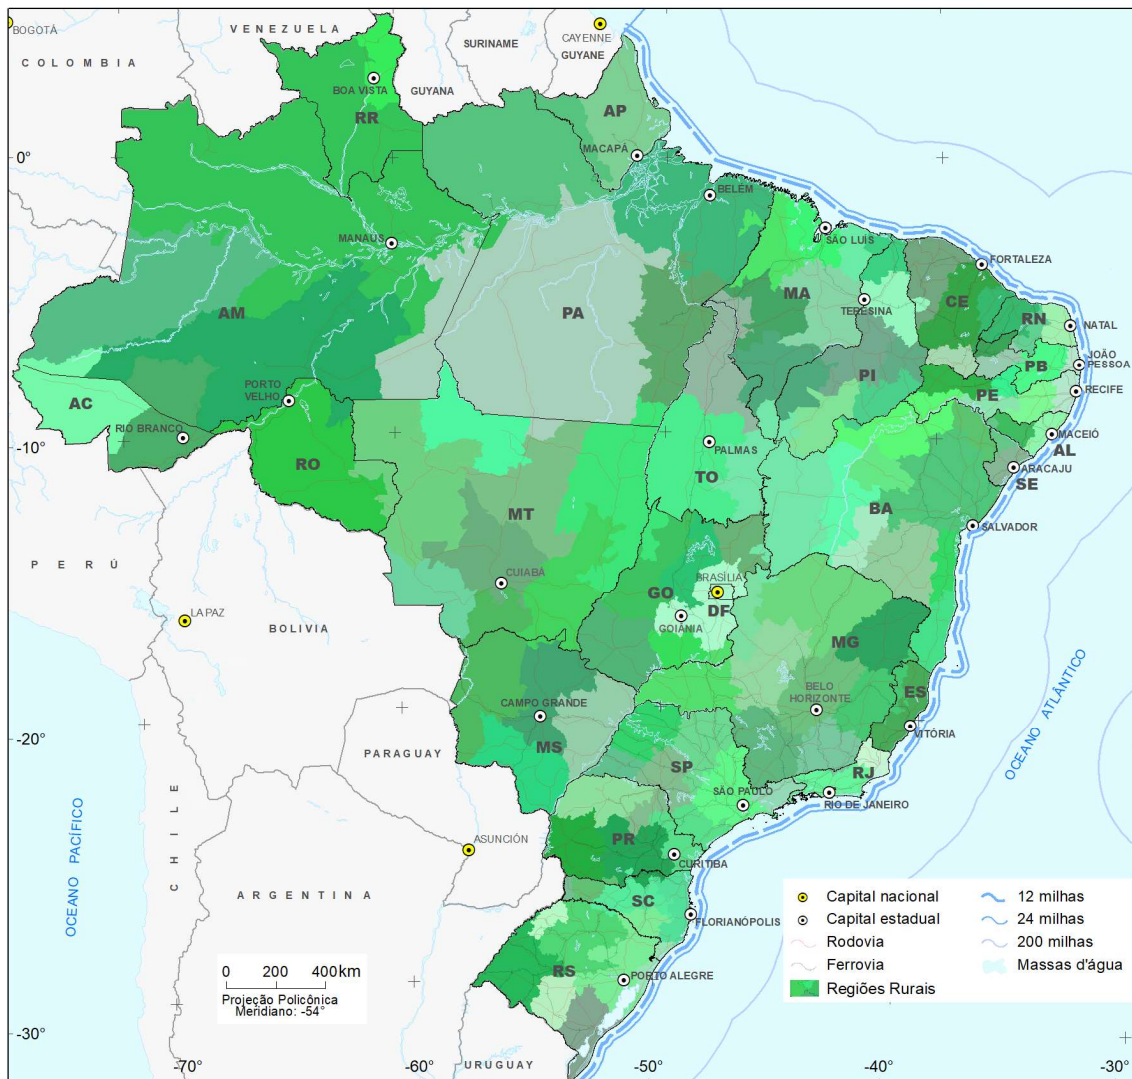 VENEZUELA
BOGOTÁ
COLOMBIA
SURINAME
CAYENNE
GUYANE
BOA VISTA
GUYANA
RR
AP
MACAPÁ
0°
BELÉM
MANAUS
SÃO LUÍS
FORTALEZA
AM
PA
MA
TERESINA
CE
RN
NATAL
JOÃO
PESSOA
PB
PI
AC
PORTO
VELHO
PE
RECIFE
RIO BRANCO
-10°
RO
PALMAS
MACEIÓ
AL
ARACAJU
SE
TO
MT
BA
SALVADOR
PERÚ
CUIABÁ
BRASÍLIA
GO
DF
LA PAZ
BOLIVIA
GOIÂNIA
MG
OCEANO ATLÂNTICO
BELO
HORIZONTE
ES
CAMPO GRANDE
VITÓRIA
-20°
MS
PARAGUAY
SP
RJ
SÃO PAULO
RIO DE JANEIRO
OCEANO PACÍFICO
CHILE
ASUNCIÓN
PR
CURITIBA
ARGENTINA
SC
FLORIANÓPOLIS
RS
PORTO ALEGRE
0 200 400 km
Projeção Policônica
Meridiano: -54°
-30°
URUGUAY
-70° -60° -50° -40° -30°
Capital nacional
Capital estadual
Rodovia
Ferrovia
Regiões Rurais
12 milhas
24 milhas
200 milhas
Massas d'água